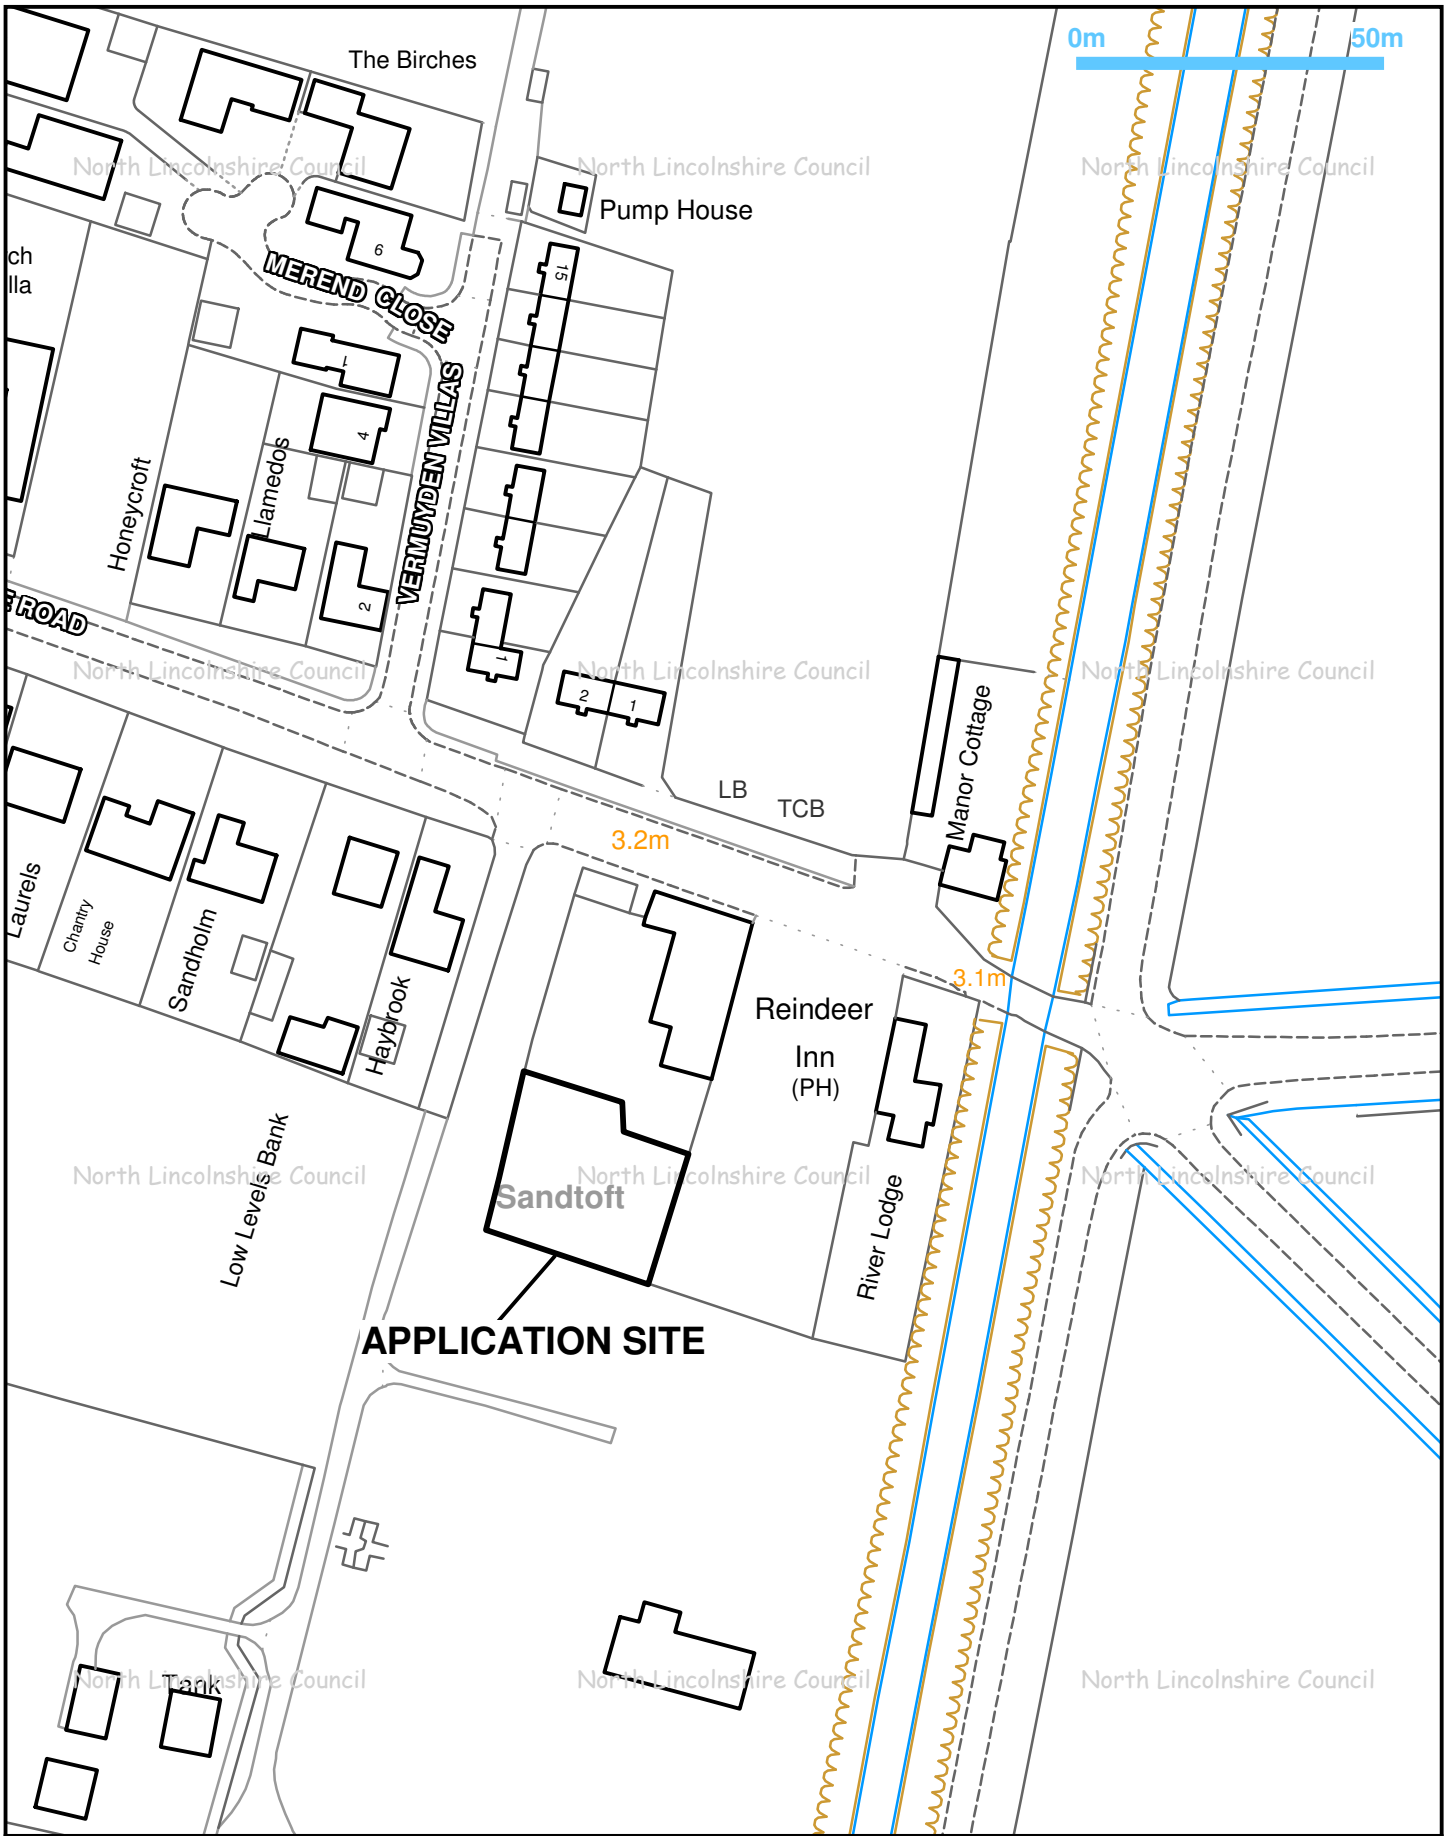 The Birches
0m
50m
North Lincolnshire Council
North Lincolnshire Council
North Lincolnshire Council
Pump House
6
ch
lla
MEREND CLOSE
15
1
4
VERMUYDEN VILLAS
Honeycroft
Llamedos
2
E ROAD
North Lincolnshire Council
North Lincolnshire Council
North Lincolnshire Council
1
2
1
Manor Cottage
LB
TCB
3.2m
Laurels
Chantry
House
Sandholm
Haybrook
3.1m
Reindeer
Inn
(PH)
Low Levels Bank
North Lincolnshire Council
North Lincolnshire Council
North Lincolnshire Council
Sandtoft
River Lodge
APPLICATION SITE
Tank
North Lincolnshire Council
North Lincolnshire Council
North Lincolnshire Council